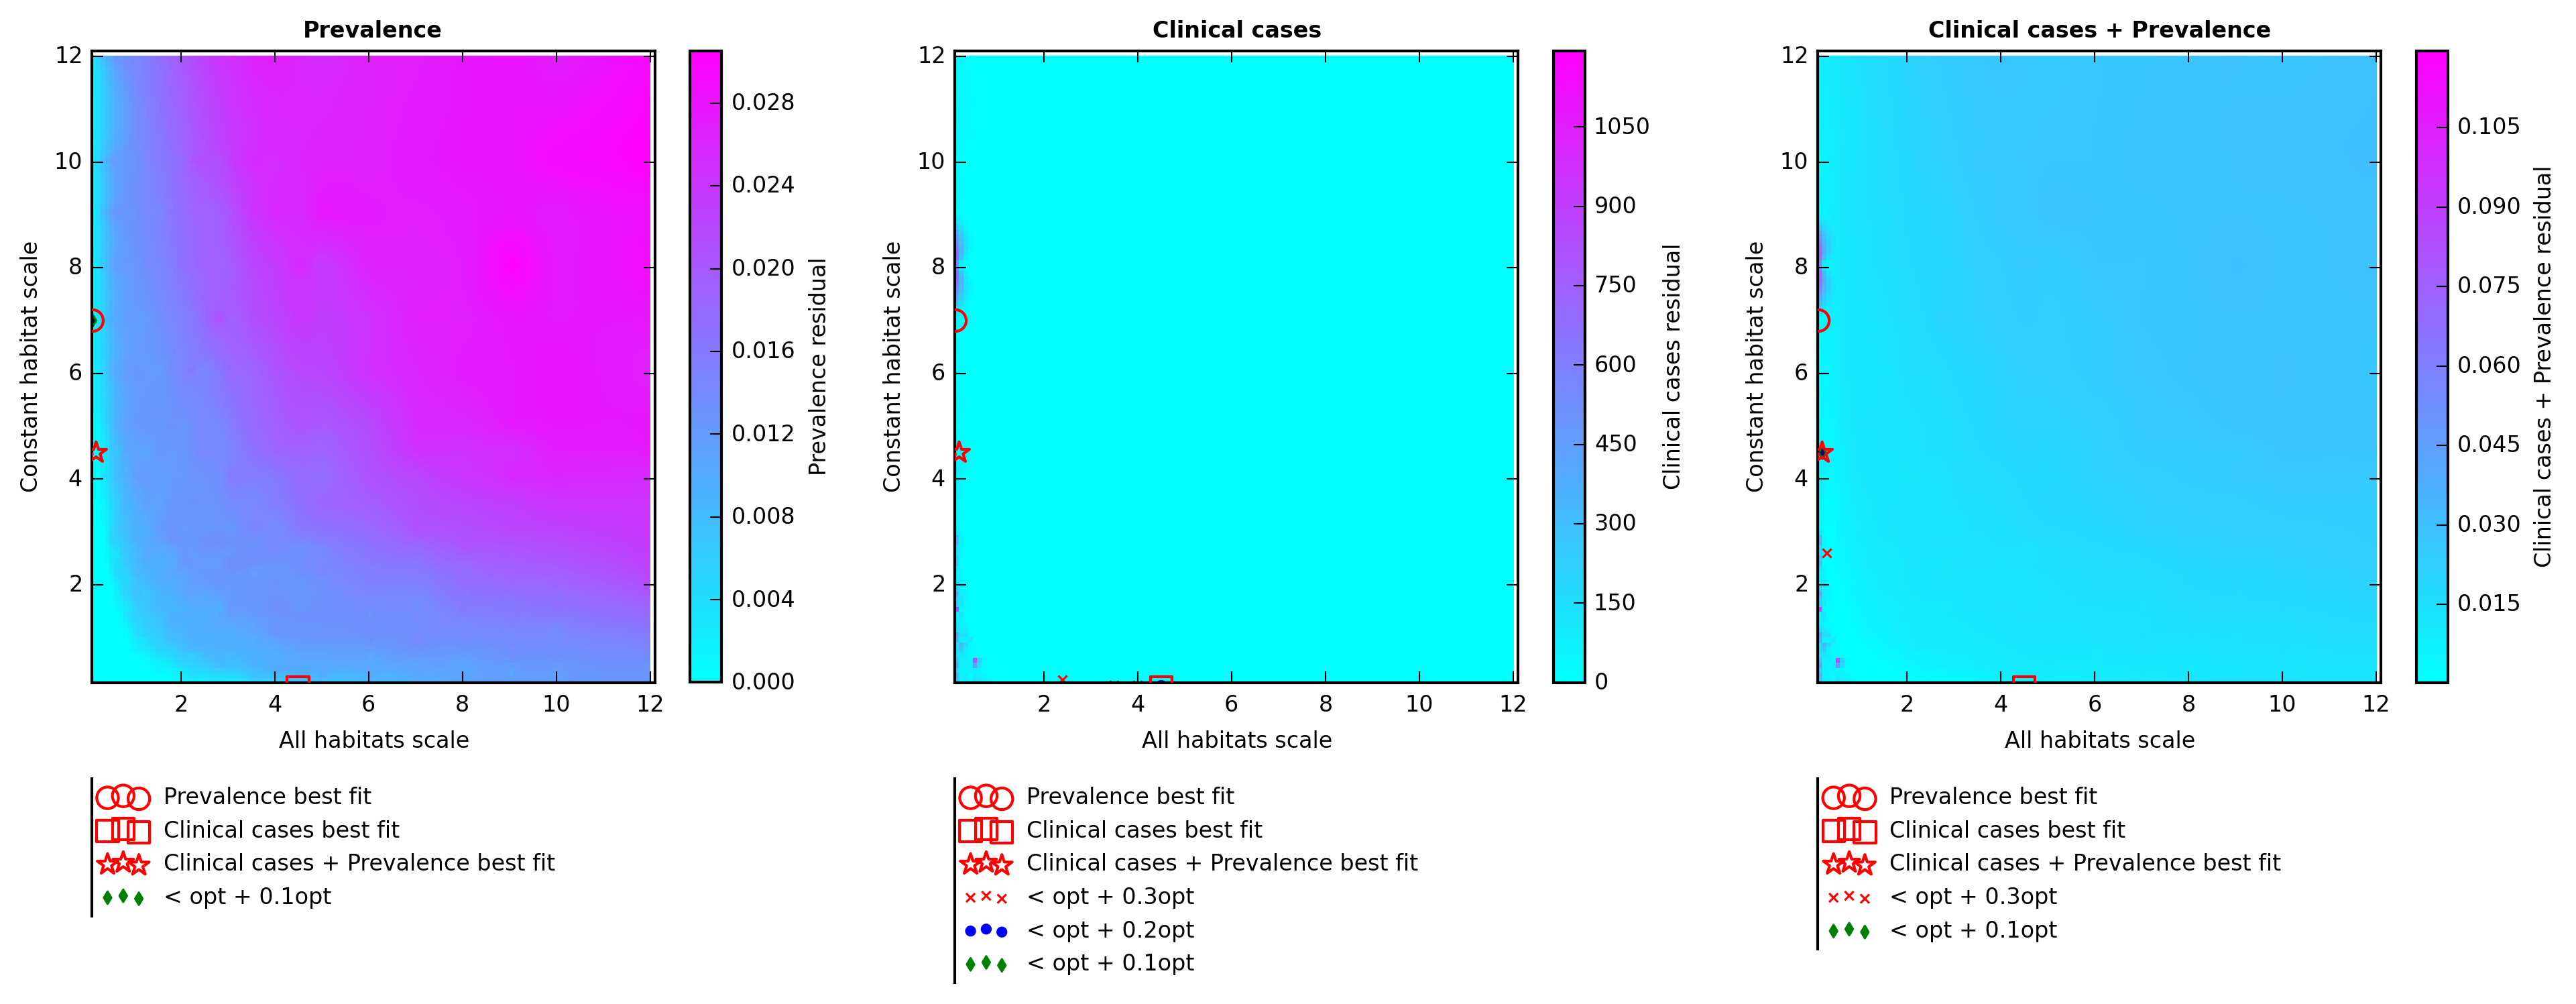 Prevalence
Clinical cases
Clinical cases + Prevalence
12
10
8
6
4
2
Constant habitat scale
2 4 6 8 10 12
All habitats scale
0.028
0.024
0.020
0.016
0.012
0.008
0.004
0.000
Prevalence residual
12
10
8
6
4
2
Constant habitat scale
2 4 6 8 10 12
All habitats scale
1050
900
750
600
450
300
150
0
Clinical cases residual
12
10
8
6
4
2
Constant habitat scale
2 4 6 8 10 12
All habitats scale
0.105
0.090
0.075
0.060
0.045
0.030
0.015
Clinical cases + Prevalence residual
Prevalence best fit
Clinical cases best fit
Clinical cases + Prevalence best fit
< opt + 0.1opt
Prevalence best fit
Clinical cases best fit
Clinical cases + Prevalence best fit
< opt + 0.3opt
< opt + 0.2opt
< opt + 0.1opt
Prevalence best fit
Clinical cases best fit
Clinical cases + Prevalence best fit
< opt + 0.3opt
< opt + 0.1opt